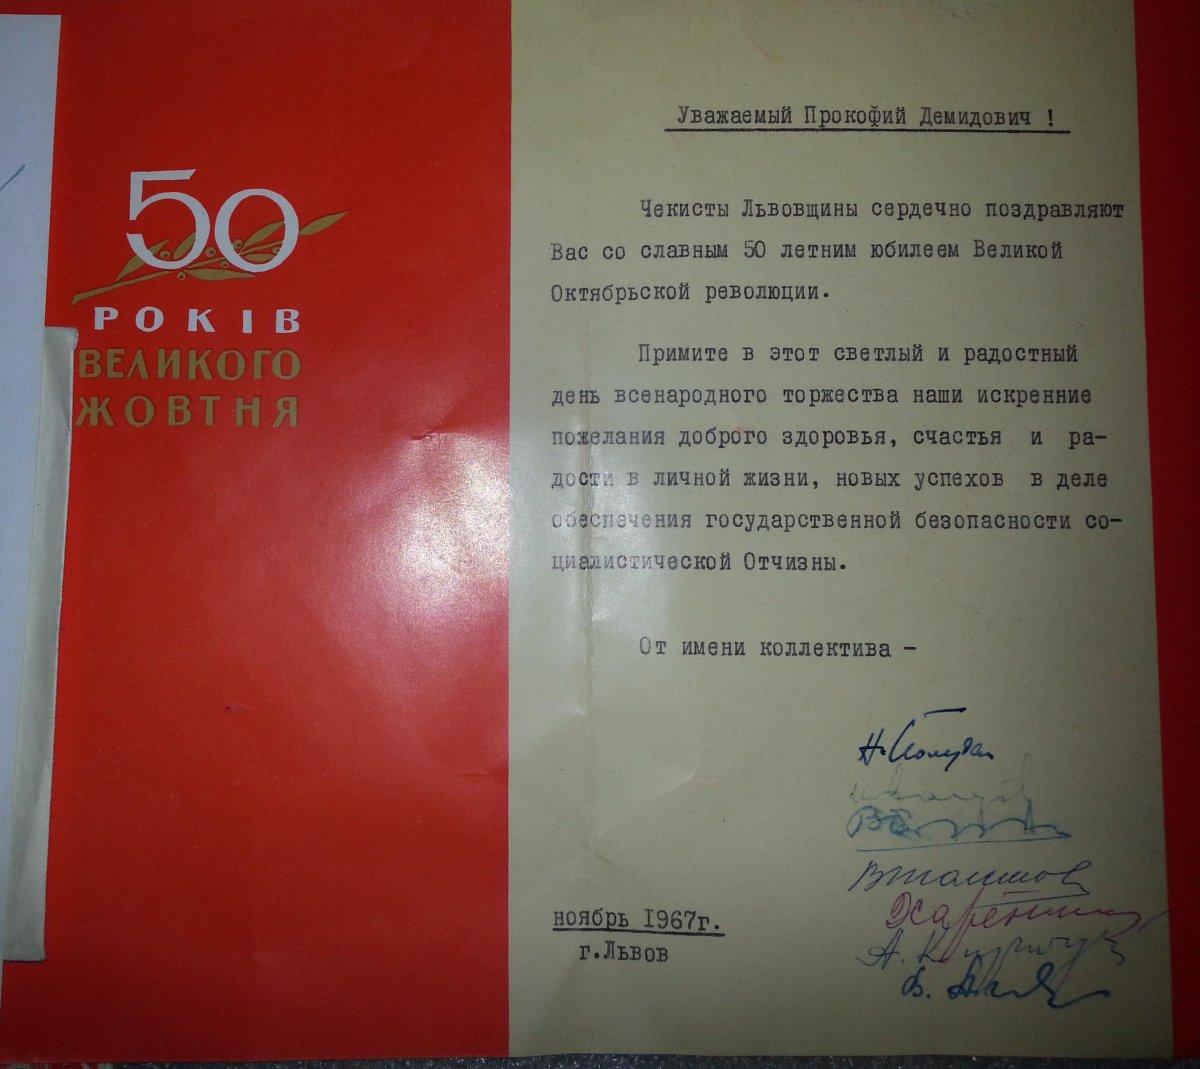 50
РОКІВ
ВЕЛИКОГО
ЖОВТНЯ
Уважаемый Прокофий Демидович !
Чекисты Львовщины сердечно поздравляют
Вас со славным 50 летним юбилеем Великой
Октябрьской революции.
Примите в этот светлый и радостный
день всенародного торжества наши искренние
пожелания доброго здоровья, счастья и ра-
дости в личной жизни, новых успехов в деле
обеспечения государственной безопасности со-
циалистической Отчизны.
От имени коллектива -
ноябрь 1967г.
г.Львов